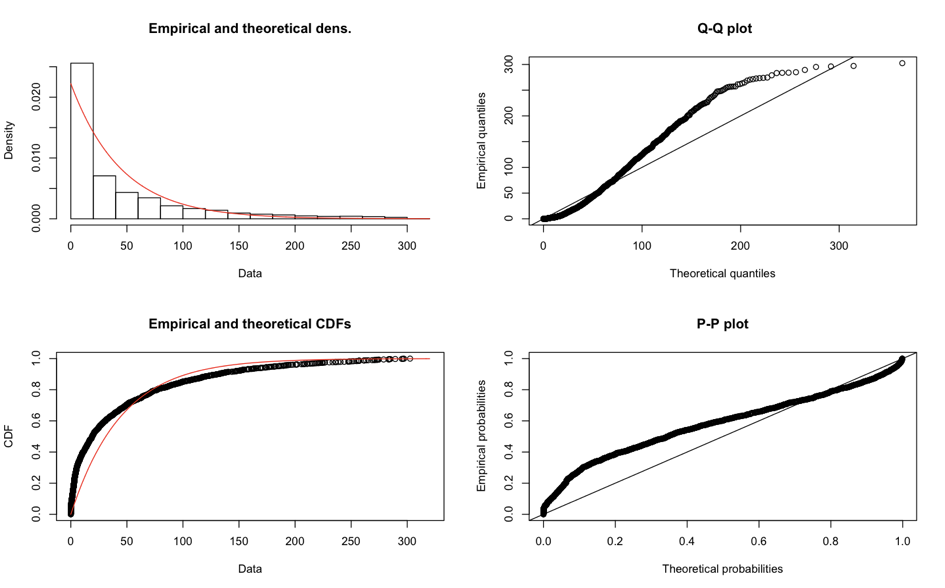 Empirical and theoretical dens.
Density
0.000 0.010 0.020
0 50 100 150 200 250 300
Data
Q-Q plot
Empirical quantiles
0 50 100 200 300
0 100 200 300
Theoretical quantiles
Empirical and theoretical CDFs
CDF
0.0 0.2 0.4 0.6 0.8 1.0
0 50 100 150 200 250 300
Data
P-P plot
Empirical probabilities
0.0 0.2 0.4 0.6 0.8 1.0
0.0 0.2 0.4 0.6 0.8 1.0
Theoretical probabilities